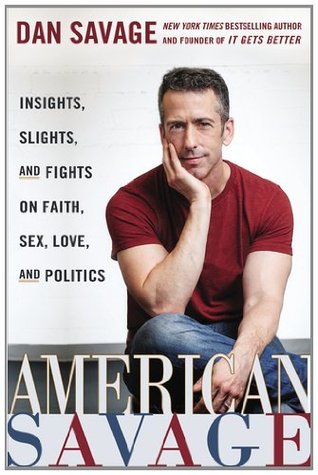 DAN SAVAGE
NEW YORK TIMES BESTSELLING AUTHOR
AND FOUNDER OF IT GETS BETTER
INSIGHTS,
SLIGHTS,
AND FIGHTS
ON FAITH,
SEX, LOVE,
AND POLITICS
AMERICAN
SAVAGE